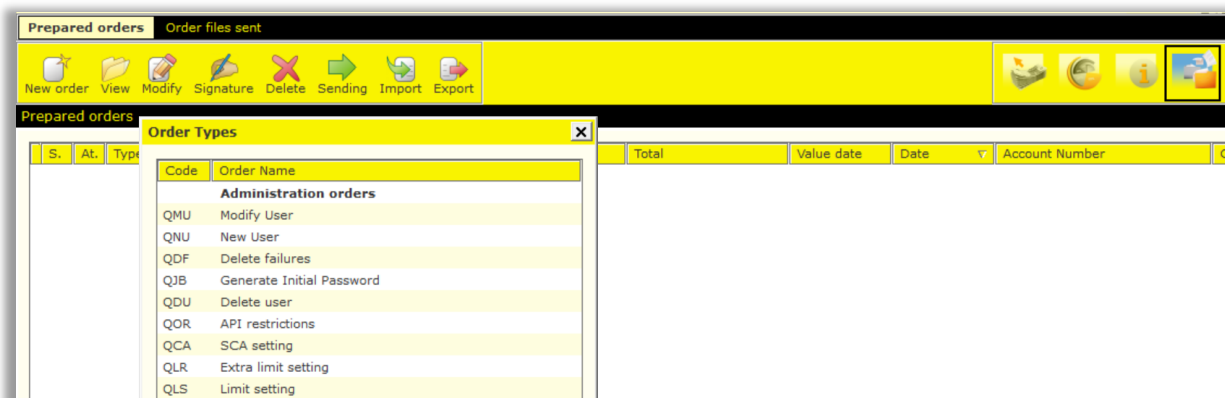 Prepared orders Order files sent
New order View Modify Signature Delete Sending Import Export
Prepared orders
Order Types
S. At. Type Total Value date Date Account Number
Code Order Name
Administration orders
QMU Modify User
QNU New User
QDF Delete failures
QJB Generate Initial Password
QDU Delete user
QOR API restrictions
QCA SCA setting
QLR Extra limit setting
QLS Limit setting